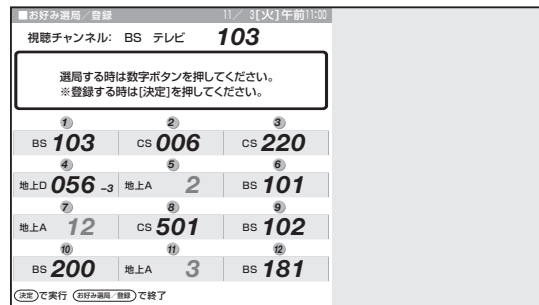 ■お好み選局／登録 11／ 3[火]午前11:00
視聴チャンネル: BS テレビ 103
選局する時は数字ボタンを押してください。
※登録する時は[決定]を押してください。
1 2 3
BS 103 CS 006 CS 220
4 5 6
地上D 056 -3 地上A 2 BS 101
7 8 9
地上A 12 CS 501 BS 102
10 11 12
BS 200 地上A 3 BS 181
決定で実行 お好み選局／登録で終了